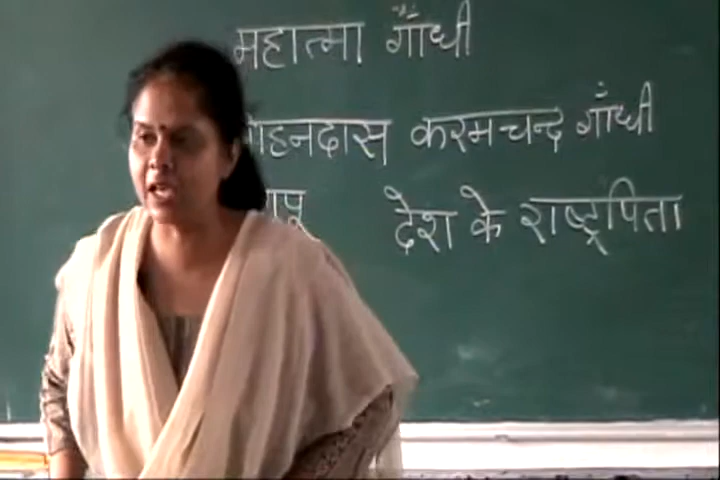 महात्मा गाँधी
करमचन्द गाँधी
देश के राष्ट्रपिता